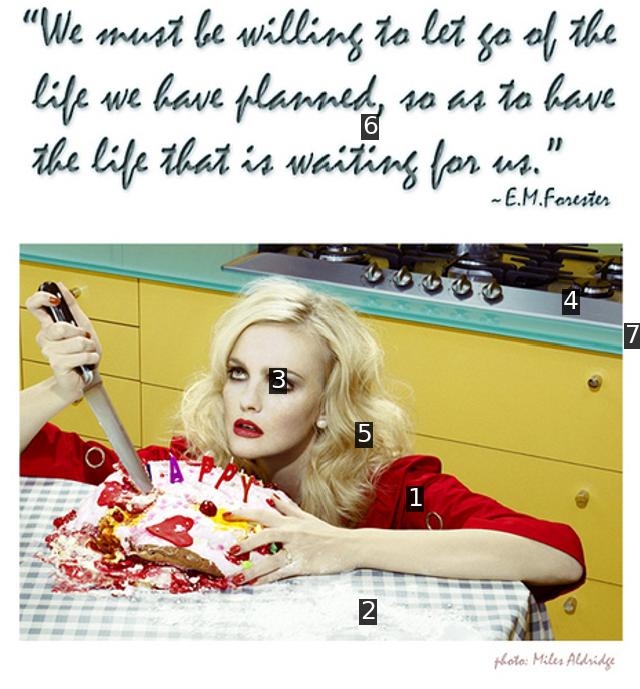 “We must be willing to let go of the
life we have planned, so as to have
the life that is waiting for us.”
~E.M.Forester
APPY
photo: Miles Aldridge
6
4
7
3
5
1
2